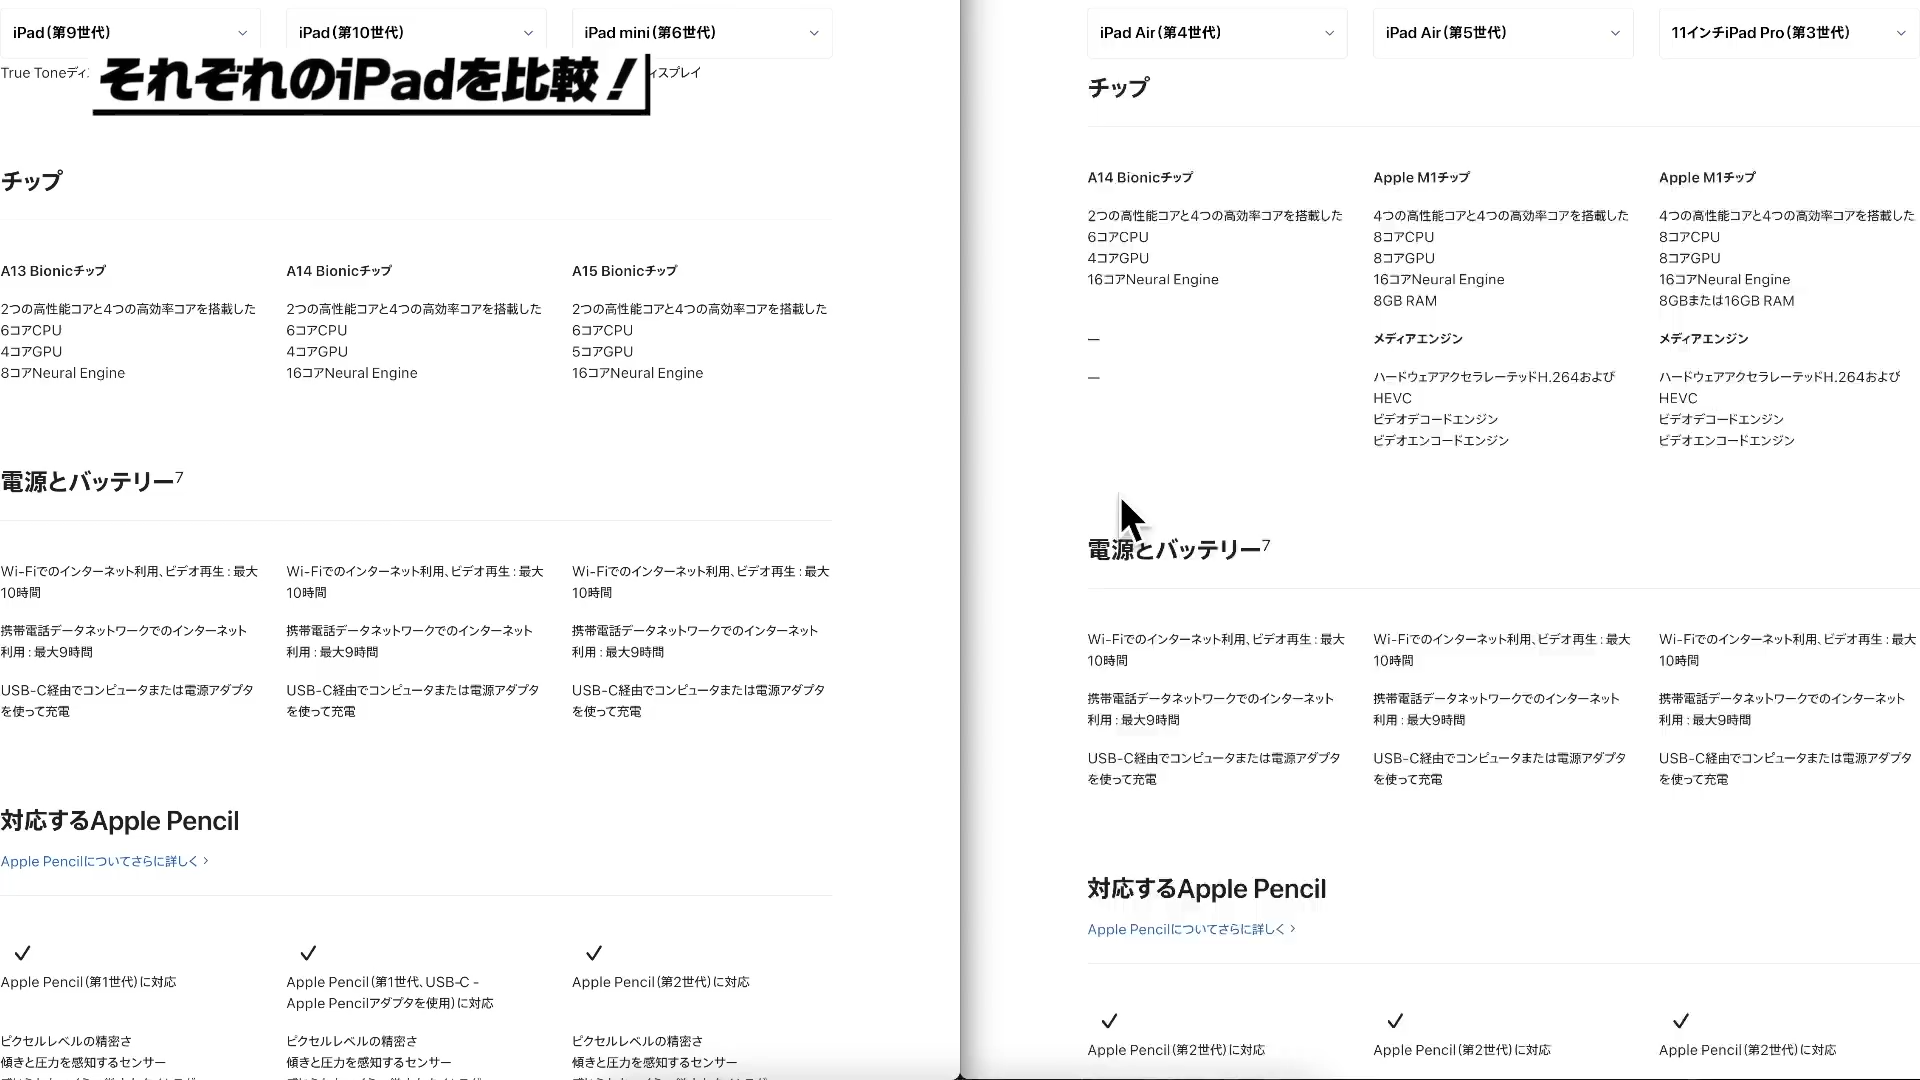 iPad（第9世代）
iPad（第10世代）
iPad mini（第6世代）
True Toneディ
ィスプレイ
それぞれのiPadを比較！
チップ
A13 Bionicチップ
2つの高性能コアと4つの高効率コアを搭載した
6コアCPU
4コアGPU
8コアNeural Engine
A14 Bionicチップ
2つの高性能コアと4つの高効率コアを搭載した
6コアCPU
4コアGPU
16コアNeural Engine
A15 Bionicチップ
2つの高性能コアと4つの高効率コアを搭載した
6コアCPU
5コアGPU
16コアNeural Engine
電源とバッテリー7
Wi-Fiでのインターネット利用、ビデオ再生：最大
10時間
携帯電話データネットワークでのインターネット
利用：最大9時間
USB-C経由でコンピュータまたは電源アダプタ
を使って充電
Wi-Fiでのインターネット利用、ビデオ再生：最大
10時間
携帯電話データネットワークでのインターネット
利用：最大9時間
USB-C経由でコンピュータまたは電源アダプタ
を使って充電
Wi-Fiでのインターネット利用、ビデオ再生：最大
10時間
携帯電話データネットワークでのインターネット
利用：最大9時間
USB-C経由でコンピュータまたは電源アダプタ
を使って充電
対応するApple Pencil
Apple Pencilについてさらに詳しく >
Apple Pencil（第1世代）に対応
ピクセルレベルの精密さ
傾きと圧力を感知するセンサー
Apple Pencil（第1世代、USB-C -
Apple Pencilアダプタを使用）に対応
ピクセルレベルの精密さ
傾きと圧力を感知するセンサー
Apple Pencil（第2世代）に対応
ピクセルレベルの精密さ
傾きと圧力を感知するセンサー
iPad Air（第4世代）
iPad Air（第5世代）
11インチiPad Pro（第3世代）
チップ
A14 Bionicチップ
2つの高性能コアと4つの高効率コアを搭載した
6コアCPU
4コアGPU
16コアNeural Engine
—
—
Apple M1チップ
4つの高性能コアと4つの高効率コアを搭載した
8コアCPU
8コアGPU
16コアNeural Engine
8GB RAM
メディアエンジン
ハードウェアアクセラレーテッドH.264および
HEVC
ビデオデコードエンジン
ビデオエンコードエンジン
Apple M1チップ
4つの高性能コアと4つの高効率コアを搭載した
8コアCPU
8コアGPU
16コアNeural Engine
8GBまたは16GB RAM
メディアエンジン
ハードウェアアクセラレーテッドH.264および
HEVC
ビデオデコードエンジン
ビデオエンコードエンジン
電源とバッテリー7
Wi-Fiでのインターネット利用、ビデオ再生：最大
10時間
携帯電話データネットワークでのインターネット
利用：最大9時間
USB-C経由でコンピュータまたは電源アダプタ
を使って充電
Wi-Fiでのインターネット利用、ビデオ再生：最大
10時間
携帯電話データネットワークでのインターネット
利用：最大9時間
USB-C経由でコンピュータまたは電源アダプタ
を使って充電
Wi-Fiでのインターネット利用、ビデオ再生：最大
10時間
携帯電話データネットワークでのインターネット
利用：最大9時間
USB-C経由でコンピュータまたは電源アダプタ
を使って充電
対応するApple Pencil
Apple Pencilについてさらに詳しく >
Apple Pencil（第2世代）に対応
Apple Pencil（第2世代）に対応
Apple Pencil（第2世代）に対応